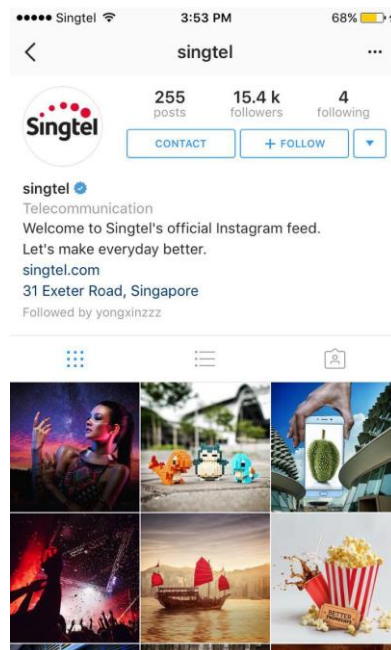 Singtel 3:53 PM 68%
singtel
Singtel
255 15.4 k 4
posts followers following
CONTACT + FOLLOW
singtel
Telecommunication
Welcome to Singtel's official Instagram feed.
Let's make everyday better.
singtel.com
31 Exeter Road, Singapore
Followed by yongxinzzz
BETTER